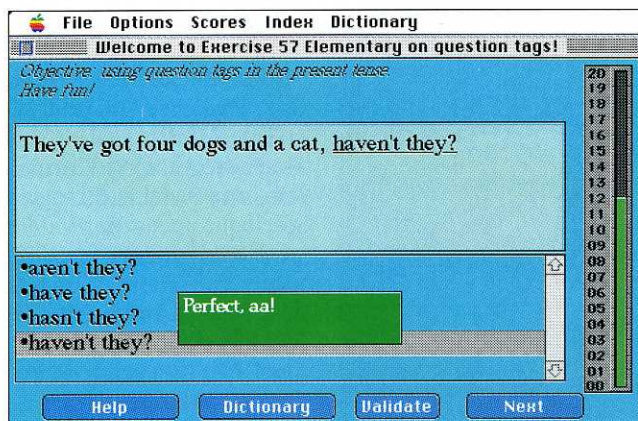 File Options Scores Index Dictionary
Welcome to Exercise 57 Elementary on question tags!
Objective: using question tags in the present tense
Have fun!
They've got four dogs and a cat, haven't they?
•aren't they?
•have they?
•hasn't they?
•haven't they?
Perfect, aa!
20
19
18
17
16
15
14
13
12
11
10
09
08
07
06
05
04
03
02
01
00
Help Dictionary Validate Next